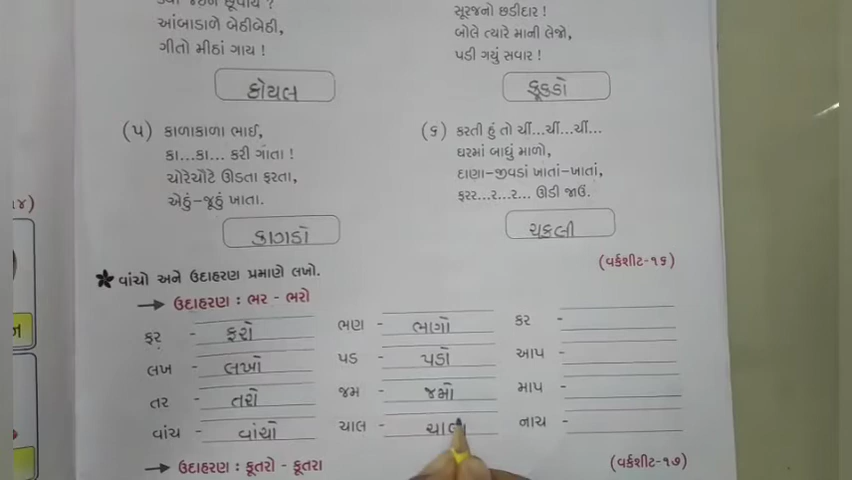 આંબાડાળે બેઠીબેઠી,
ગીતો મીઠાં ગાય !
કોયલ
સૂરજનો છડીદાર !
બોલે ત્યારે માની લેજો,
પડી ગયું સવાર !
કૂકડો
(૫) કાળાકાળા ભાઈ,
કા...કા... કરી ગાતા !
ચોરેચૌટે ઊડતા ફરતા,
એઠું-જૂઠું ખાતા.
કાગડો
(૬) કરતી હું તો ચીં...ચીં...ચીં...
ઘરમાં બાંધું માળો,
દાણા-જીવડાં ખાતાં-ખાતાં,
ફરર...ર...ર... ઊડી જાઉં.
ચકલી
(વર્કશીટ-૧૬)
વાંચો અને ઉદાહરણ પ્રમાણે લખો.
ઉદાહરણ : ભર - ભરો
ફર - ફરો ભણ - ભાગો કર -
લખ - લખો પડ - પડો આપ -
તર - તરો જમ - જમો માપ -
વાંચ - વાંચો ચાલ - ચાલ નાચ -
ઉદાહરણ : કૂતરો - કૂતરા
(વર્કશીટ-૧૭)